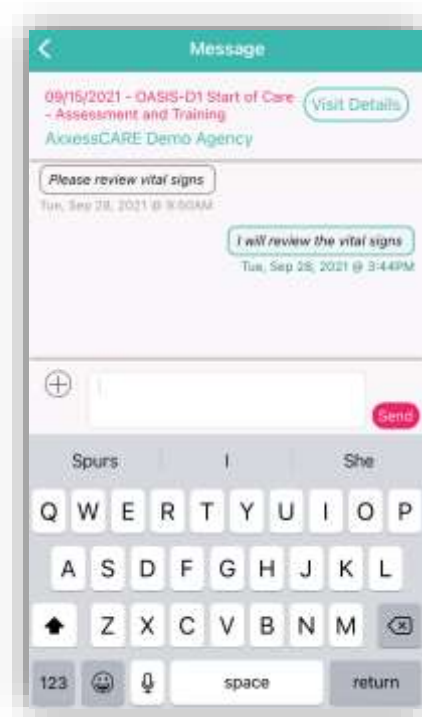 Message
09/15/2021 - OASIS-D1 Start of Care
- Assessment and Training
Visit Details
AxxessCARE Demo Agency
Please review vital signs
Tue, Sep 28, 2021 @ 9:00AM
I will review the vital signs
Tue, Sep 28, 2021 @ 3:44PM
Send
Spurs I She
Q W E R T Y U I O P
A S D F G H J K L
Z X C V B N M
123 space return